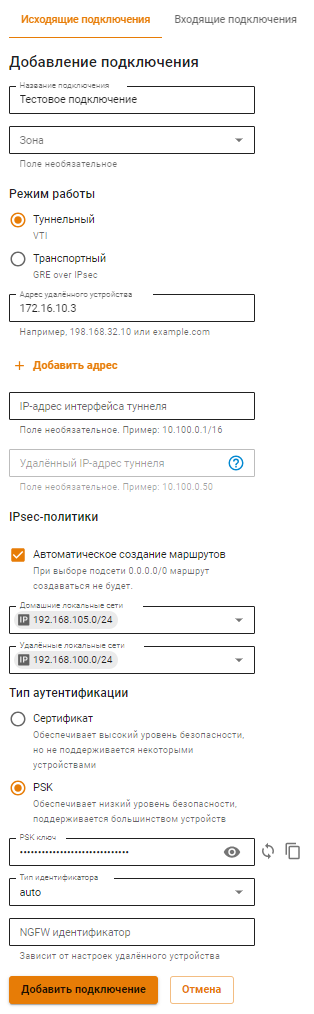 Исходящие подключения Входящие подключения
Добавление подключения
Название подключения
Тестовое подключение
Зона
Поле необязательное
Режим работы
Туннельный
VTI
Транспортный
GRE over IPsec
Адрес удалённого устройства
172.16.10.3
Например, 198.168.32.10 или example.com
+ Добавить адрес
IP-адрес интерфейса туннеля
Поле необязательное. Пример: 10.100.0.1/16
Удалённый IP-адрес туннеля ?
Поле необязательное. Пример: 10.100.0.50
IPsec-политики
Автоматическое создание маршрутов
При выборе подсети 0.0.0.0/0 маршрут
создаваться не будет.
Домашние локальные сети
IP 192.168.105.0/24
Удалённые локальные сети
IP 192.168.100.0/24
Тип аутентификации
Сертификат
Обеспечивает высокий уровень безопасности,
но не поддерживается некоторыми
устройствами
PSK
Обеспечивает низкий уровень безопасности,
поддерживается большинством устройств
PSK ключ
••••••••••••••••••••••••••••••
Тип идентификатора
auto
NGFW идентификатор
Зависит от настроек удалённого устройства
Добавить подключение Отмена